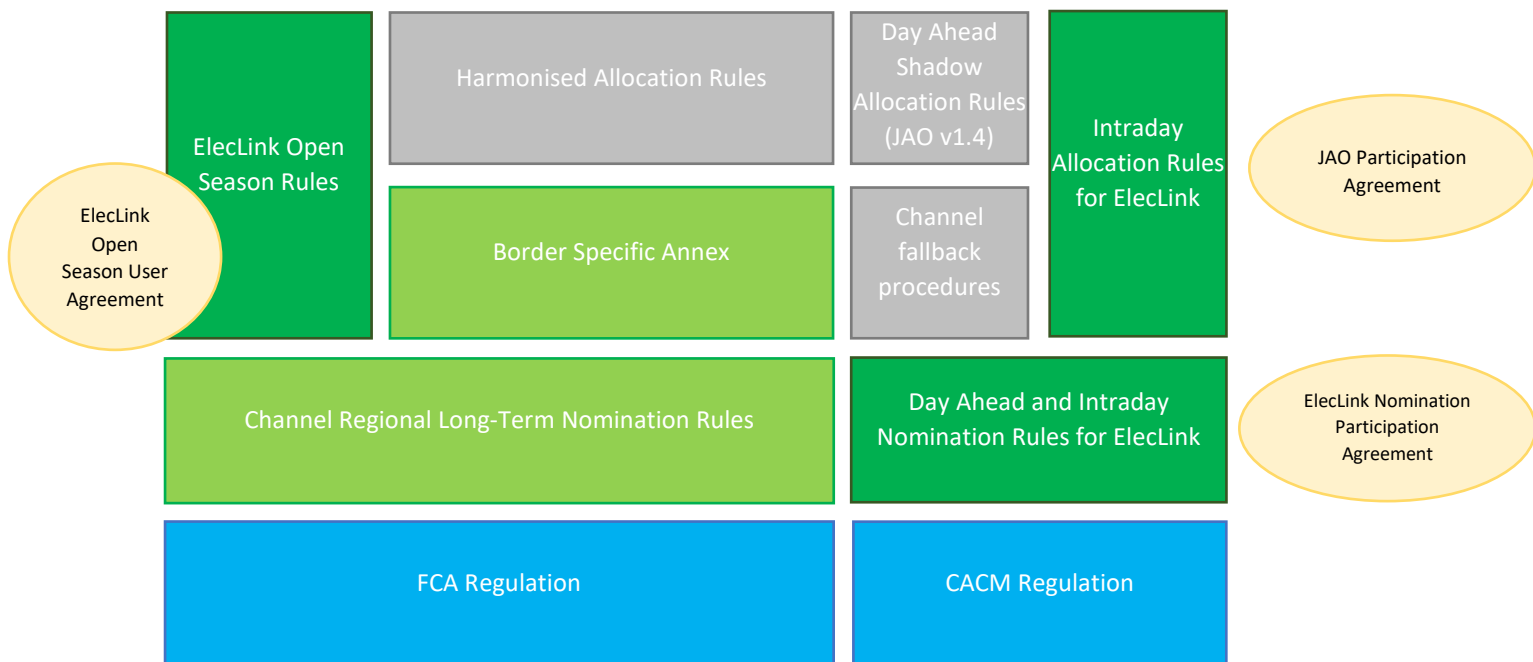 ElecLink
Open
Season User
Agreement
ElecLink Open
Season Rules
Harmonised Allocation Rules
Border Specific Annex
Day Ahead
Shadow
Allocation Rules
(JAO v1.4)
Channel
fallback
procedures
Intraday
Allocation Rules
for ElecLink
JAO Participation
Agreement
Channel Regional Long-Term Nomination Rules
Day Ahead and Intraday
Nomination Rules for ElecLink
ElecLink Nomination
Participation
Agreement
FCA Regulation
CACM Regulation